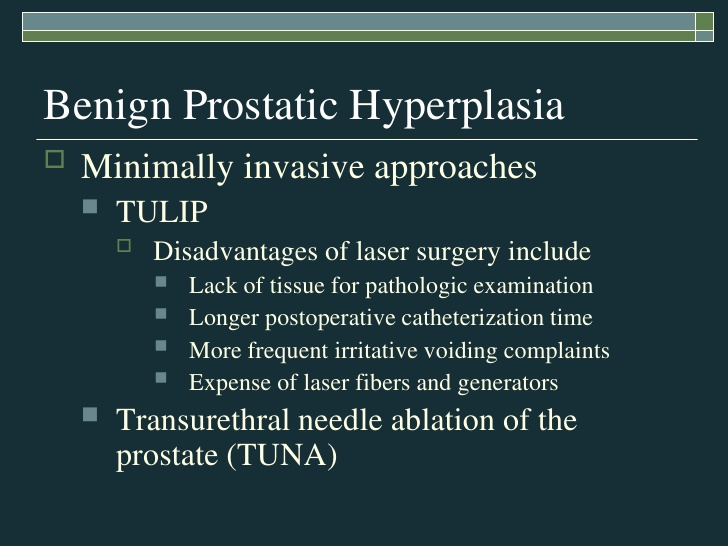 Benign Prostatic Hyperplasia
Minimally invasive approaches
TULIP
Disadvantages of laser surgery include
Lack of tissue for pathologic examination
Longer postoperative catheterization time
More frequent irritative voiding complaints
Expense of laser fibers and generators
Transurethral needle ablation of the
prostate (TUNA)